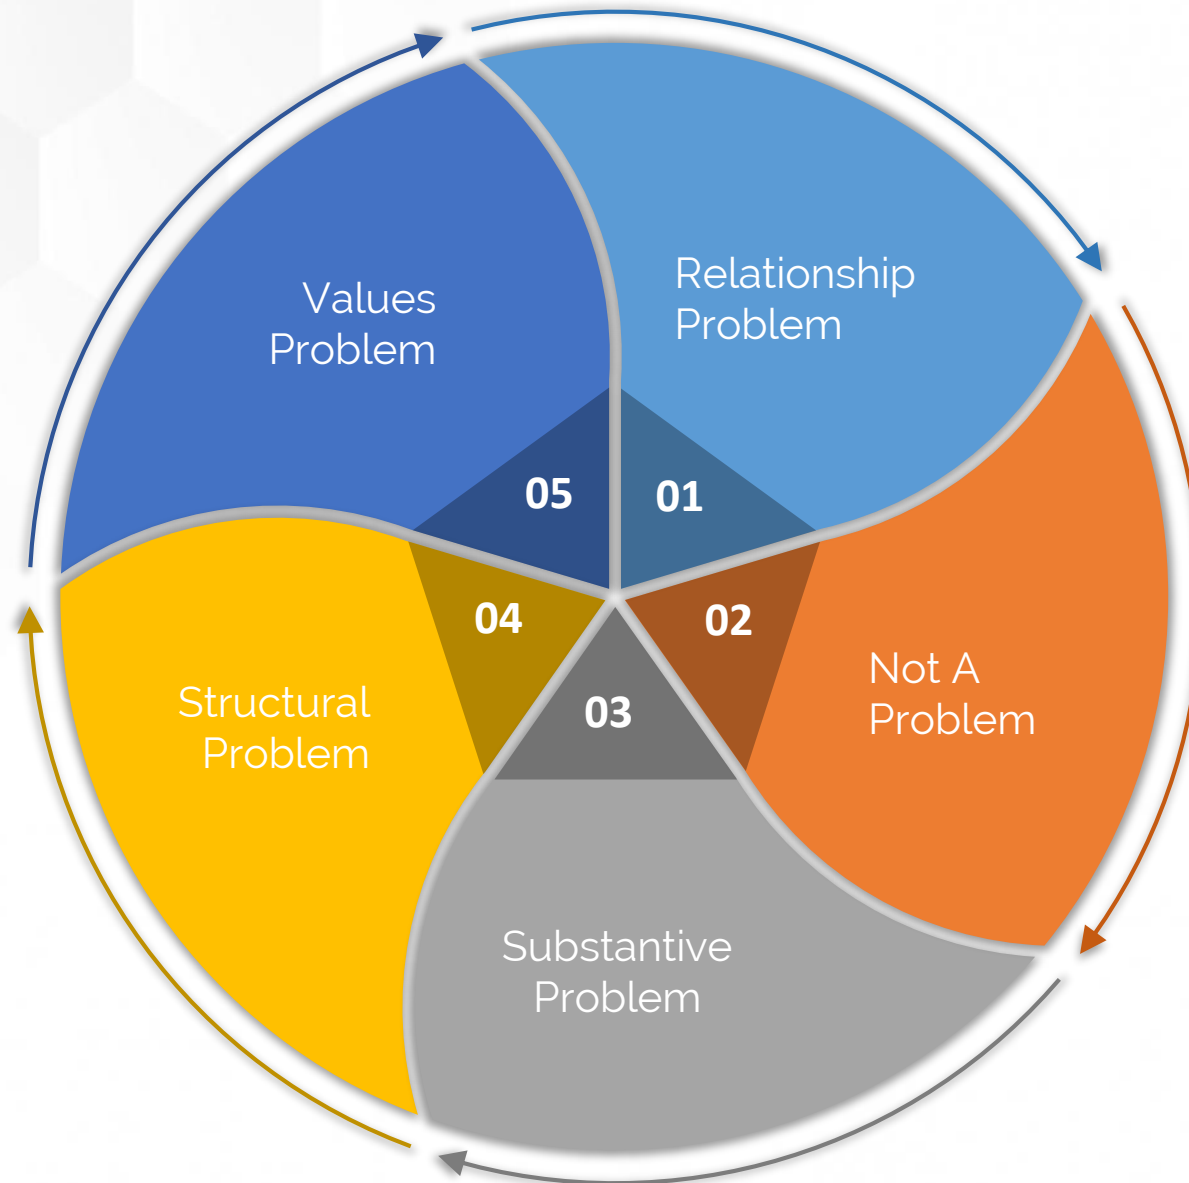 01
Relationship
Problem
02
Not A
Problem
03
Substantive
Problem
04
Structural
Problem
05
Values
Problem